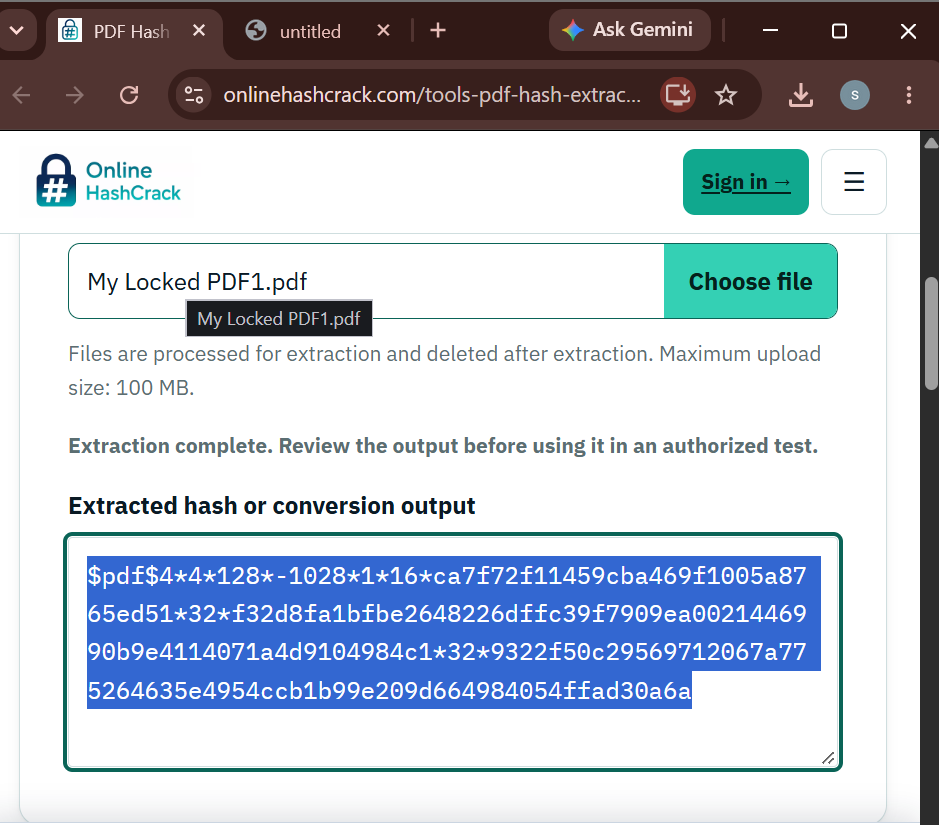 PDF Hash
untitled
Ask Gemini
onlinehashcrack.com/tools-pdf-hash-extrac...
S
Online
HashCrack
#
Sign in →
My Locked PDF1.pdf
Choose file
My Locked PDF1.pdf
Files are processed for extraction and deleted after extraction. Maximum upload
size: 100 MB.
Extraction complete. Review the output before using it in an authorized test.
Extracted hash or conversion output
$pdf$4*4*128*-1028*1*16*ca7f72f11459cba469f1005a87
65ed51*32*f32d8fa1bfbe2648226dffc39f7909ea00214469
90b9e4114071a4d9104984c1*32*9322f50c29569712067a77
5264635e4954ccb1b99e209d664984054ffad30a6a